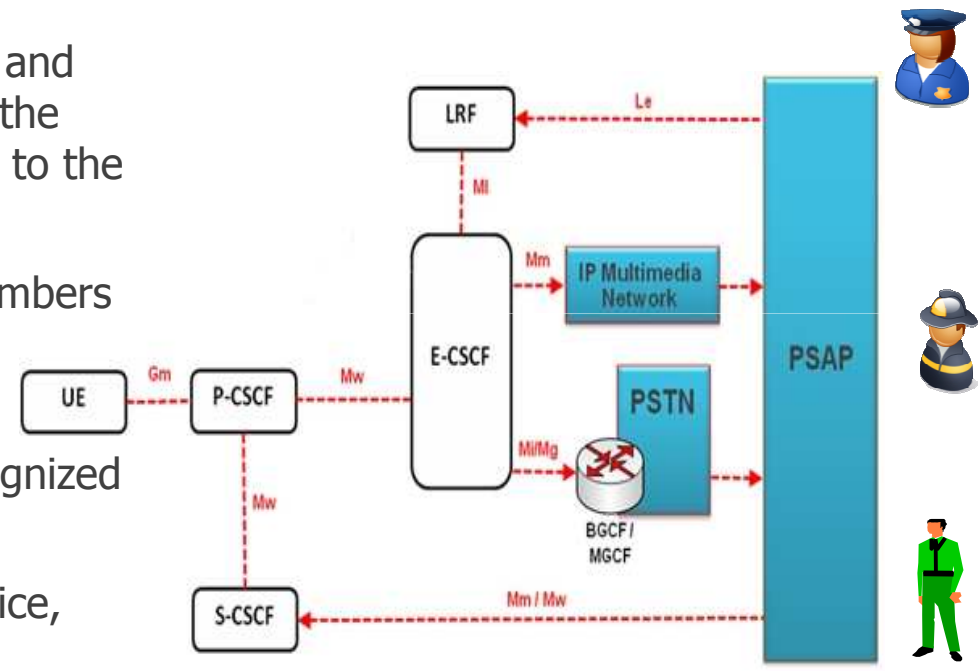 and
the
to the
mbers
gnized
ice,
LRF
Le
Ml
E-CSCF
Mm
IP Multimedia
Network
PSAP
UE
Gm
P-CSCF
Mw
PSTN
Mi/Mg
BGCF /
MGCF
Mw
S-CSCF
Mm / Mw